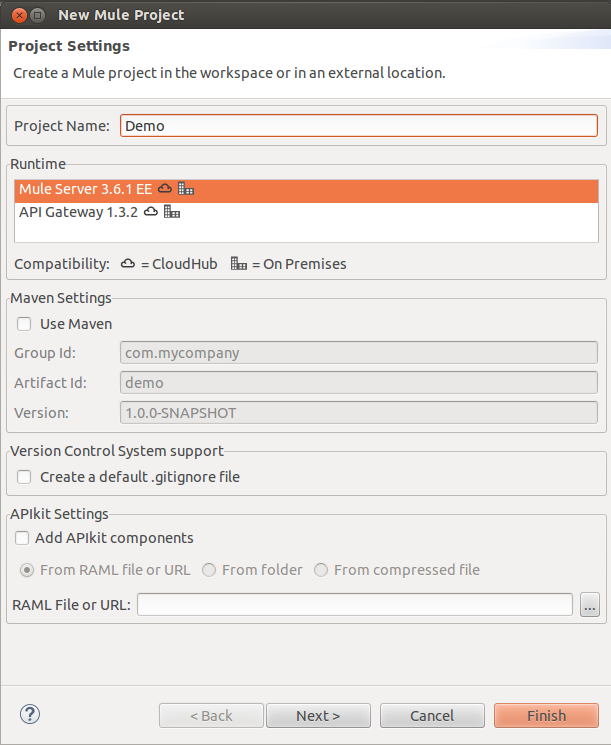 New Mule Project
Project Settings
Create a Mule project in the workspace or in an external location.
Project Name: Demo
Runtime
Mule Server 3.6.1 EE
API Gateway 1.3.2
Compatibility: = CloudHub = On Premises
Maven Settings
Use Maven
Group Id: com.mycompany
Artifact Id: demo
Version: 1.0.0-SNAPSHOT
Version Control System support
Create a default .gitignore file
APIkit Settings
Add APIkit components
From RAML file or URL From folder From compressed file
RAML File or URL: ...
? < Back Next > Cancel Finish